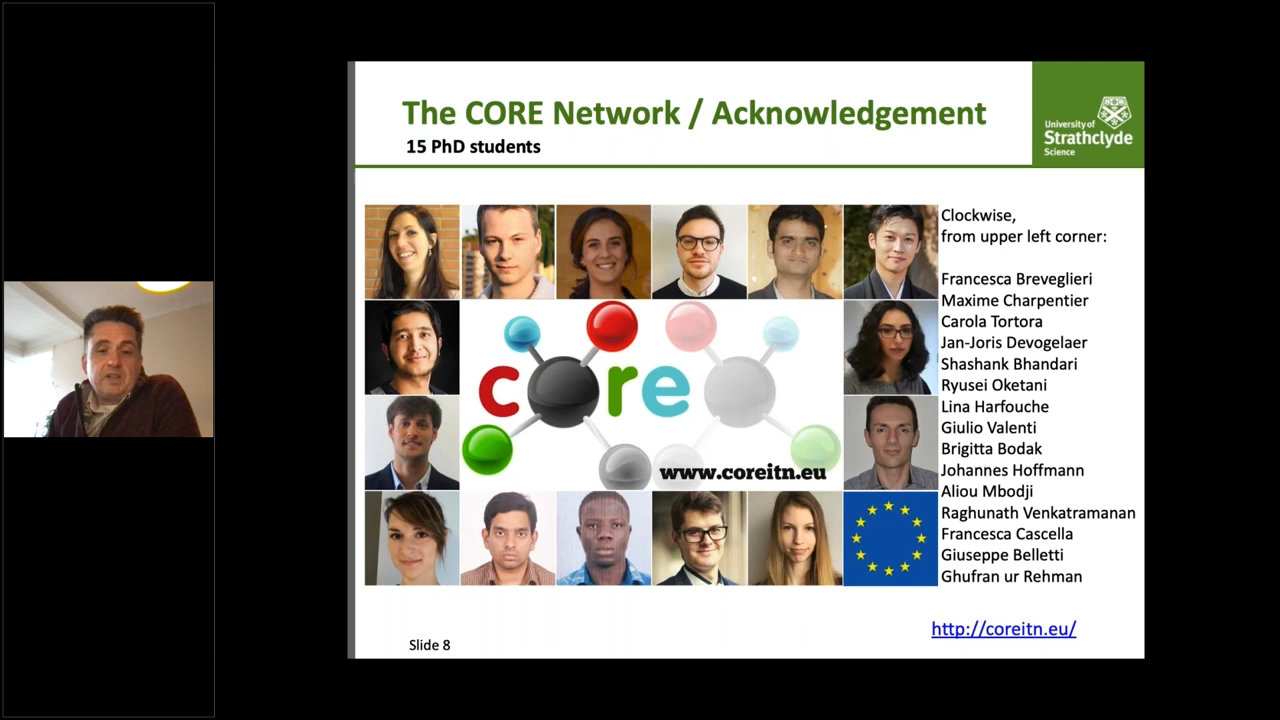 The CORE Network / Acknowledgement
15 PhD students
University of
Strathclyde
Science
Clockwise,
from upper left corner:
Francesca Breveglieri
Maxime Charpentier
Carola Tortora
Jan-Joris Devogelaer
Shashank Bhandari
Ryusei Oketani
Lina Harfouche
Giulio Valenti
Brigitta Bodak
Johannes Hoffmann
Aliou Mbodji
Raghunath Venkatramanan
Francesca Cascella
Giuseppe Belletti
Ghufran ur Rehman
core
www.coreitn.eu
http://coreitn.eu/
Slide 8